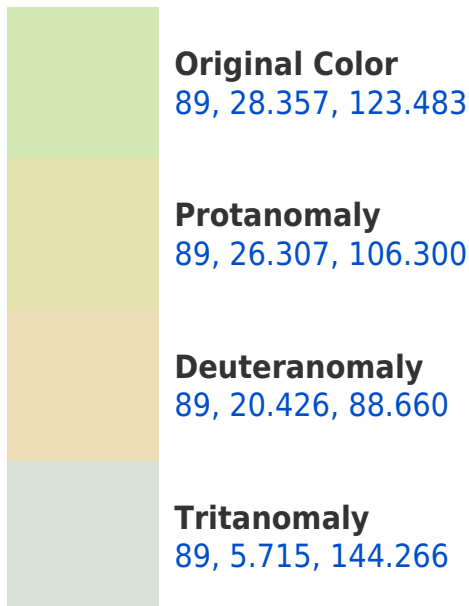 Original Color
89, 28.357, 123.483
Protanomaly
89, 26.307, 106.300
Deuteranomaly
89, 20.426, 88.660
Tritanomaly
89, 5.715, 144.266